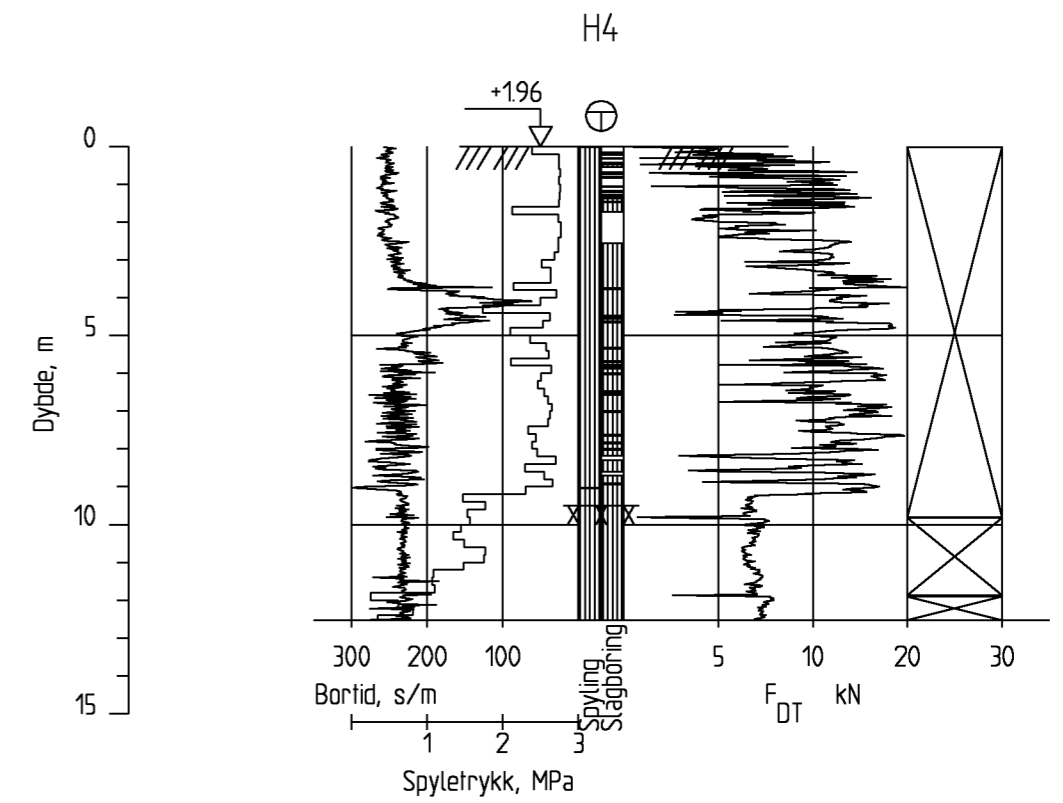 H4
+1.96
0
5
10
15
Dybde, m
300 200 100
5 10 20 30
Bortid, s/m
Spyling
Slagboring
F DT kN
1 2 3
Spyletrykk, MPa
X X X